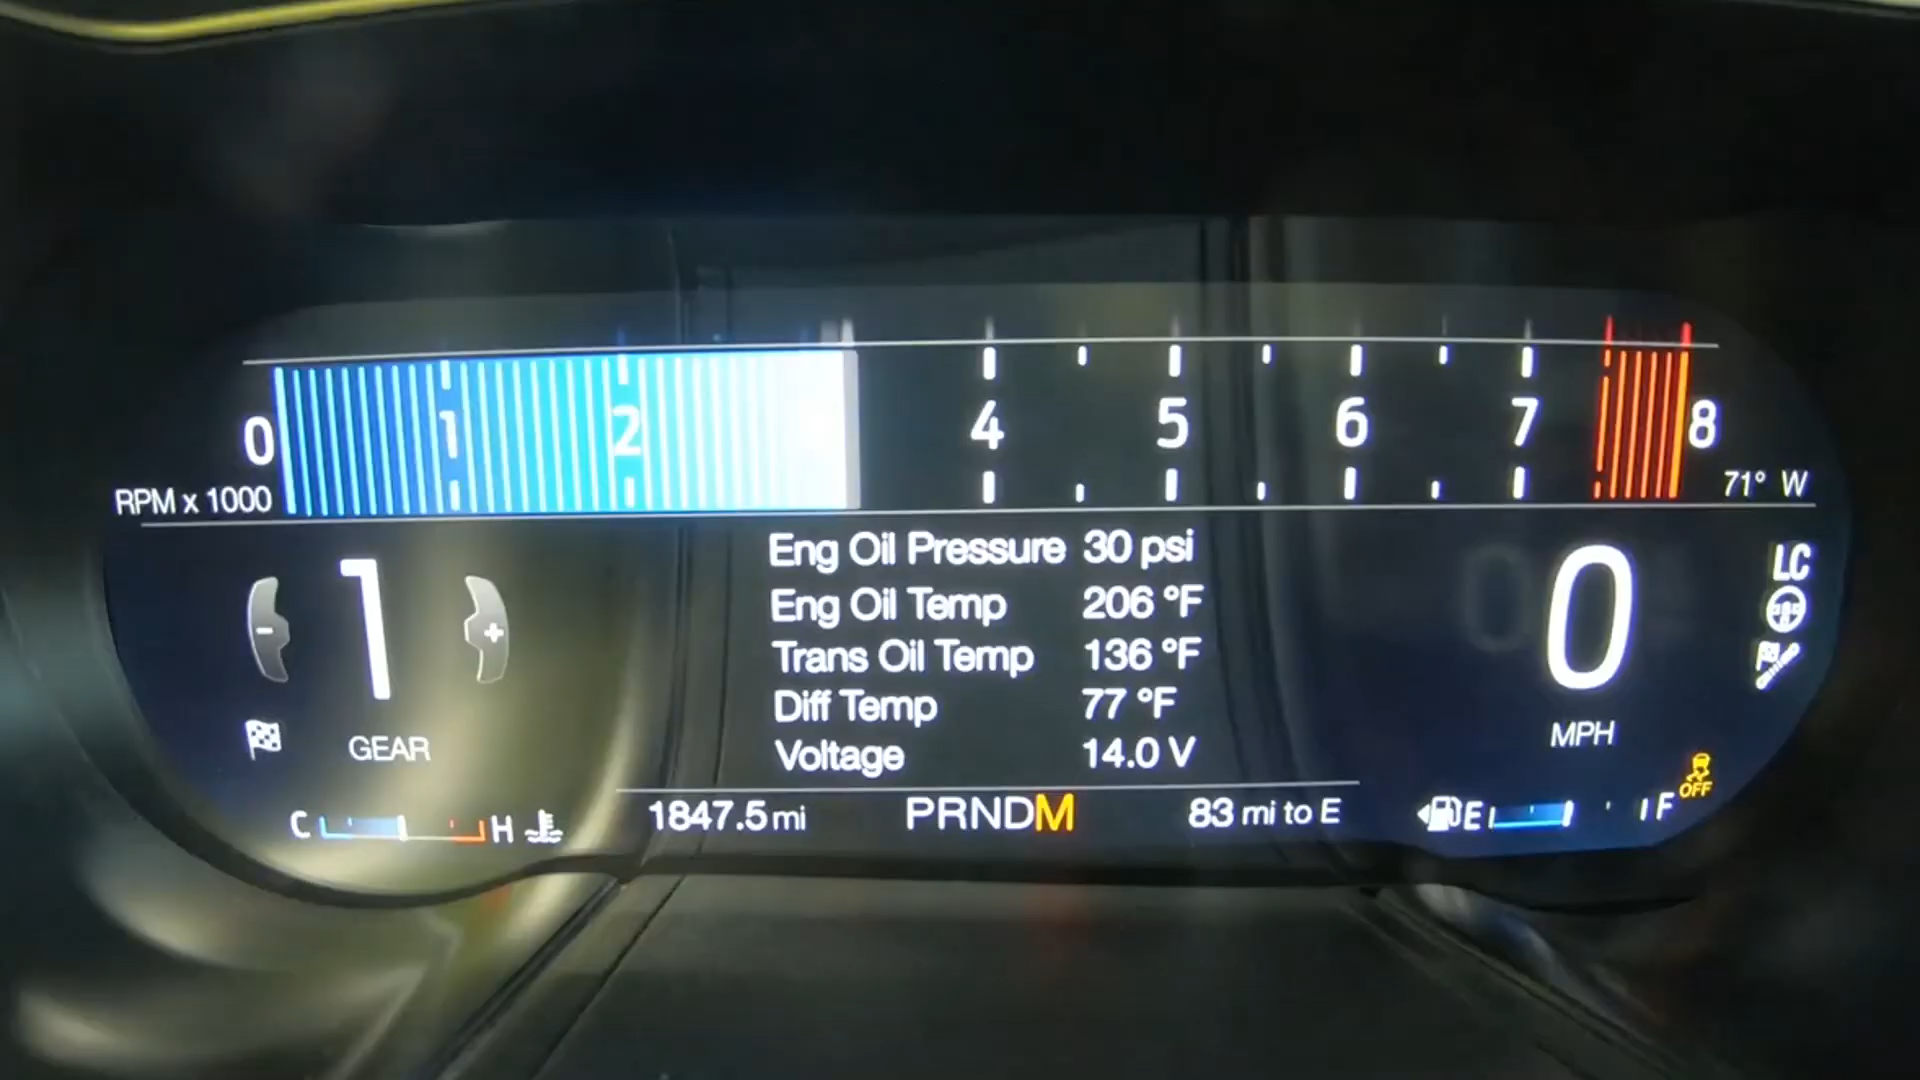 0 1 2 4 5 6 7 8
RPM x 1000
71° W
Eng Oil Pressure 30 psi
Eng Oil Temp 206 °F
Trans Oil Temp 136 °F
Diff Temp 77 °F
Voltage 14.0 V
- 1 +
GEAR
0
MPH
LC
OFF
C H
1847.5 mi
PRNDM
83 mi to E
E F